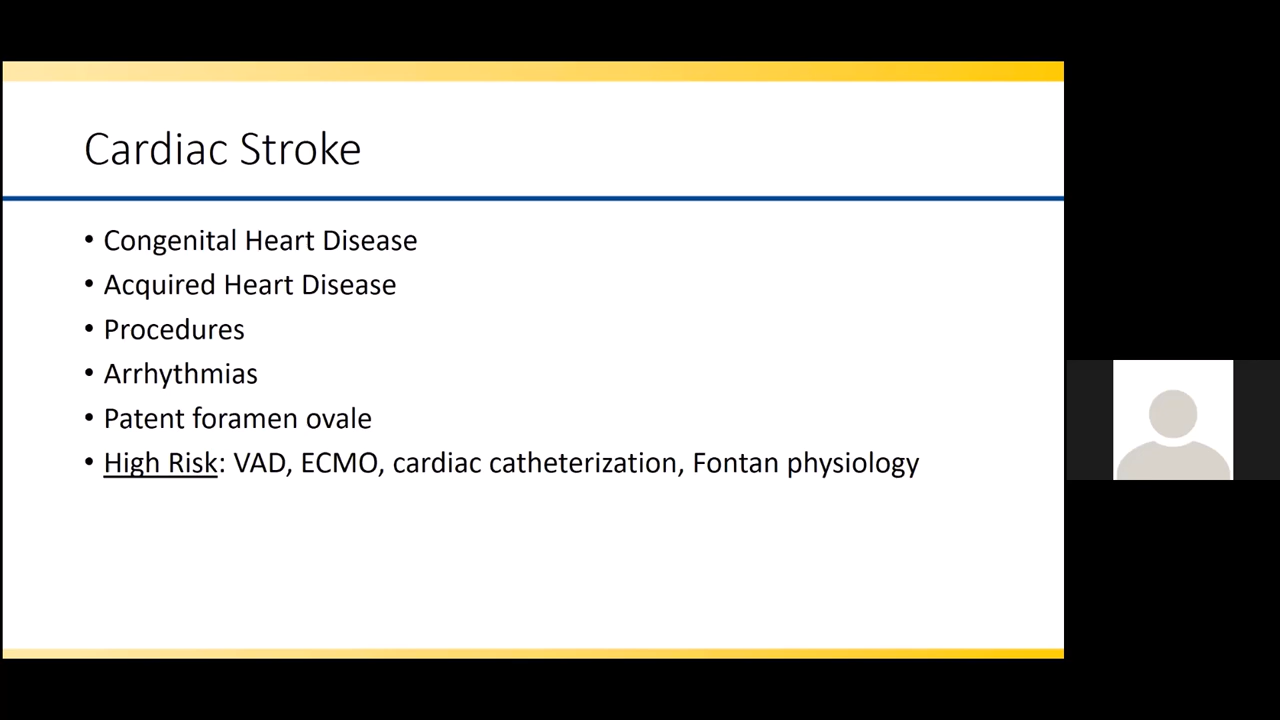 Cardiac Stroke
• Congenital Heart Disease
• Acquired Heart Disease
• Procedures
• Arrhythmias
• Patent foramen ovale
• High Risk: VAD, ECMO, cardiac catheterization, Fontan physiology